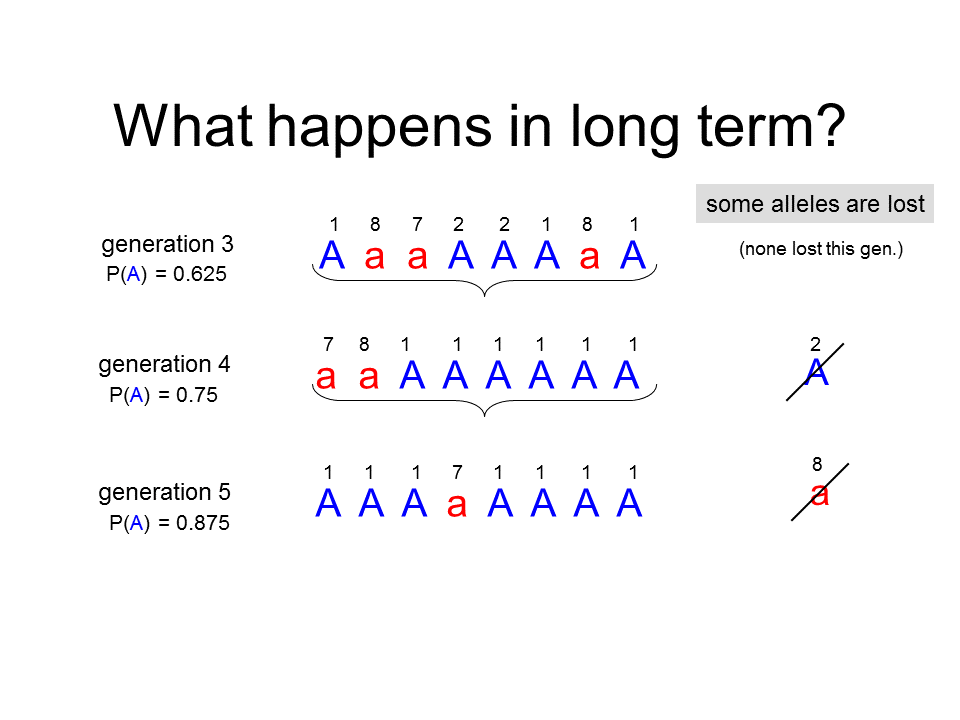 What happens in long term?
some alleles are lost
1 8 7 2 2 1 8 1
generation 3
A a a A A A a A
(none lost this gen.)
P(A) = 0.625
7 8 1 1 1 1 1 1
2
generation 4
a a A A A A A A
A
P(A) = 0.75
8
1 1 1 7 1 1 1 1
generation 5
A A A a A A A A
a
P(A) = 0.875